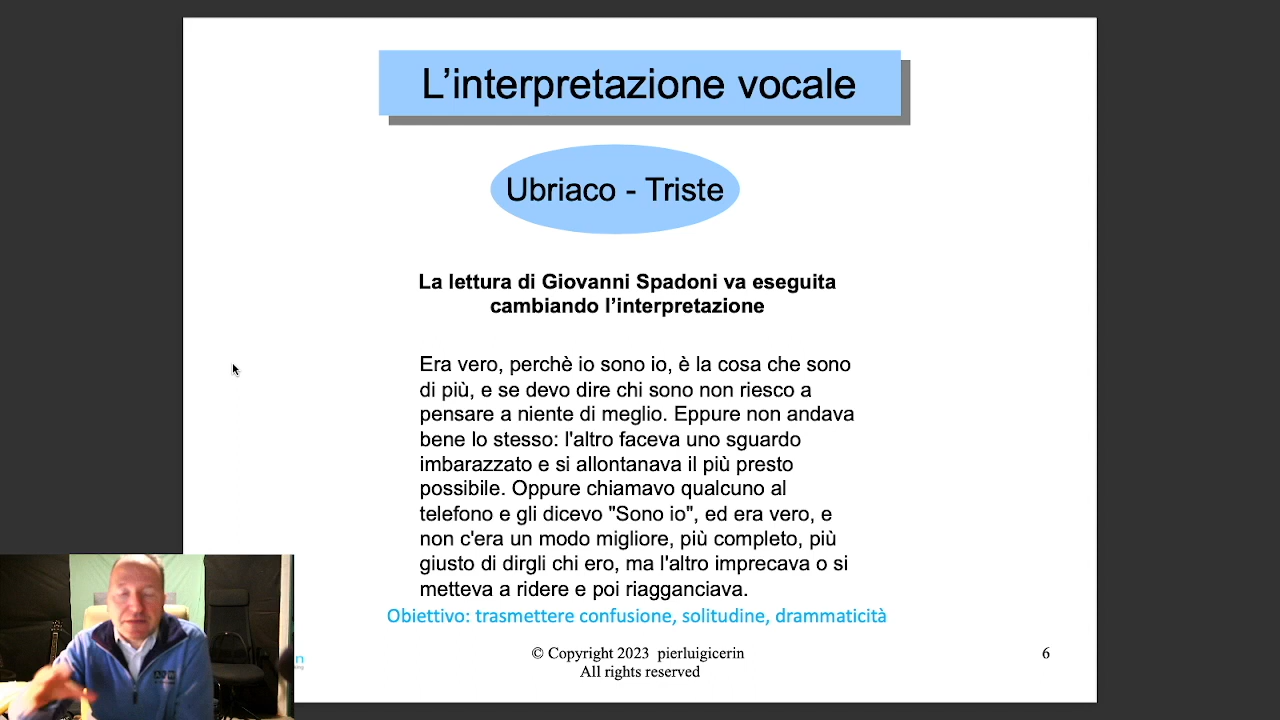 L'interpretazione vocale
Ubriaco - Triste
La lettura di Giovanni Spadoni va eseguita
cambiando l'interpretazione
Era vero, perchè io sono io, è la cosa che sono
di più, e se devo dire chi sono non riesco a
pensare a niente di meglio. Eppure non andava
bene lo stesso: l'altro faceva uno sguardo
imbarazzato e si allontanava il più presto
possibile. Oppure chiamavo qualcuno al
telefono e gli dicevo "Sono io", ed era vero, e
non c'era un modo migliore, più completo, più
giusto di dirgli chi ero, ma l'altro imprecava o si
metteva a ridere e poi riagganciava.
Obiettivo: trasmettere confusione, solitudine, drammaticità
© Copyright 2023 pierluigicerin
All rights reserved
6